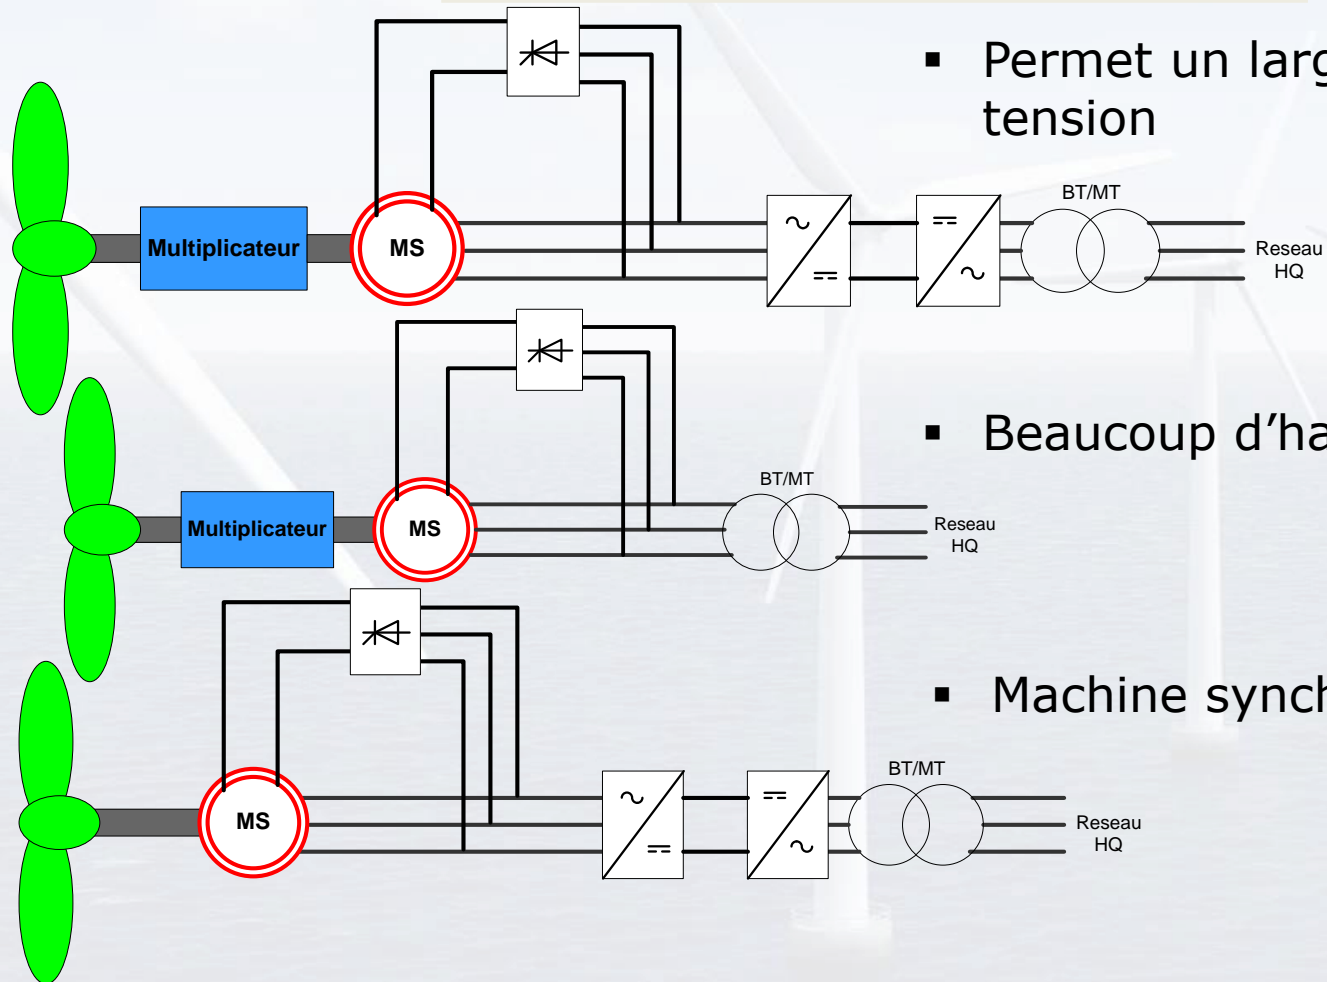 ▪ Permet un larg
tension
BT/MT
Multiplicateur
MS
Reseau
HQ
▪ Beaucoup d’ha
BT/MT
Multiplicateur
MS
Reseau
HQ
▪ Machine synch
BT/MT
MS
Reseau
HQ